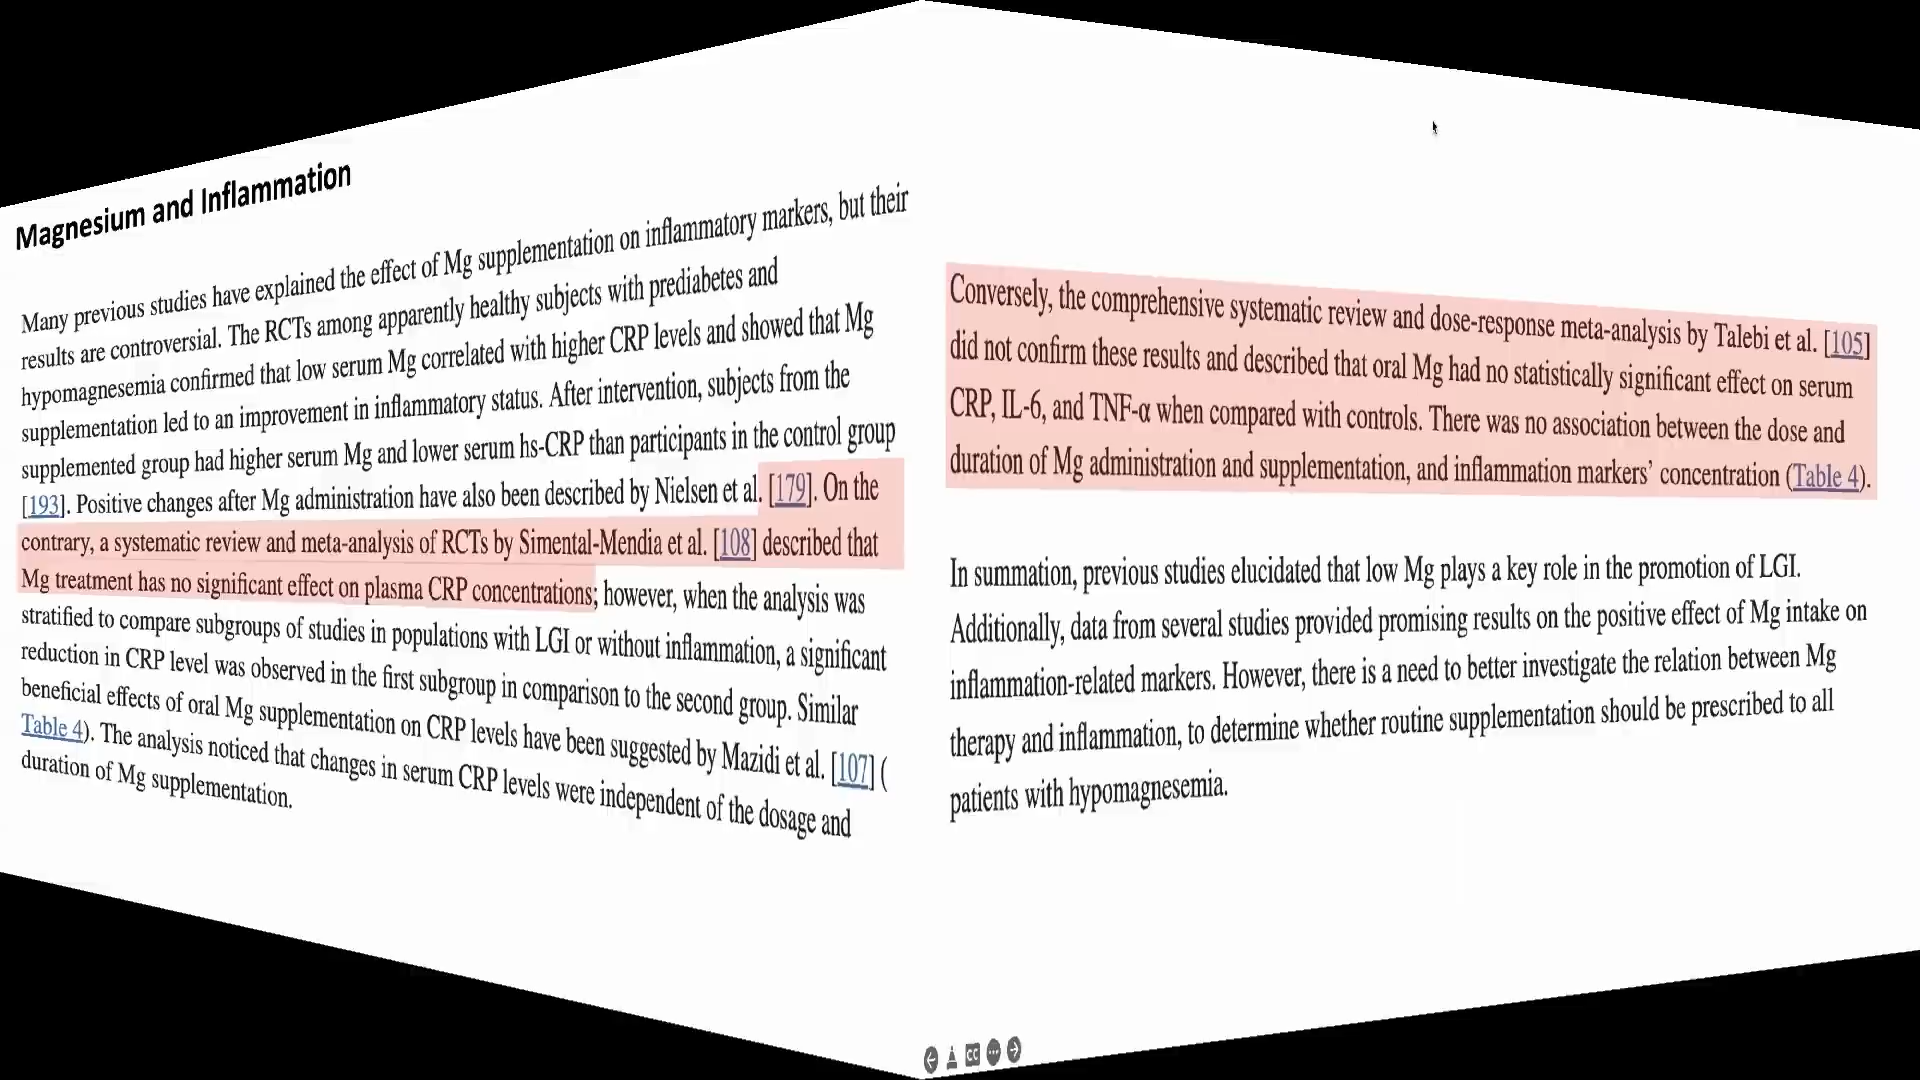 Magnesium and Inflammation
Many previous studies have explained the effect of Mg supplementation on inflammatory markers, but their
results are controversial. The RCTs among apparently healthy subjects with prediabetes and
hypomagnesemia confirmed that low serum Mg correlated with higher CRP levels and showed that Mg
supplementation led to an improvement in inflammatory status. After intervention, subjects from the
supplemented group had higher serum Mg and lower serum hs-CRP than participants in the control group
[193]. Positive changes after Mg administration have also been described by Nielsen et al. [179]. On the
contrary, a systematic review and meta-analysis of RCTs by Simental-Mendia et al. [108] described that
Mg treatment has no significant effect on plasma CRP concentrations; however, when the analysis was
stratified to compare subgroups of studies in populations with LGI or without inflammation, a significant
reduction in CRP level was observed in the first subgroup in comparison to the second group. Similar
beneficial effects of oral Mg supplementation on CRP levels have been suggested by Mazidi et al. [107] (
Table 4). The analysis noticed that changes in serum CRP levels were independent of the dosage and
duration of Mg supplementation.
Conversely, the comprehensive systematic review and dose-response meta-analysis by Talebi et al. [105]
did not confirm these results and described that oral Mg had no statistically significant effect on serum
CRP, IL-6, and TNF-α when compared with controls. There was no association between the dose and
duration of Mg administration and supplementation, and inflammation markers’ concentration (Table 4).
In summation, previous studies elucidated that low Mg plays a key role in the promotion of LGI.
Additionally, data from several studies provided promising results on the positive effect of Mg intake on
inflammation-related markers. However, there is a need to better investigate the relation between Mg
therapy and inflammation, to determine whether routine supplementation should be prescribed to all
patients with hypomagnesemia.
CC